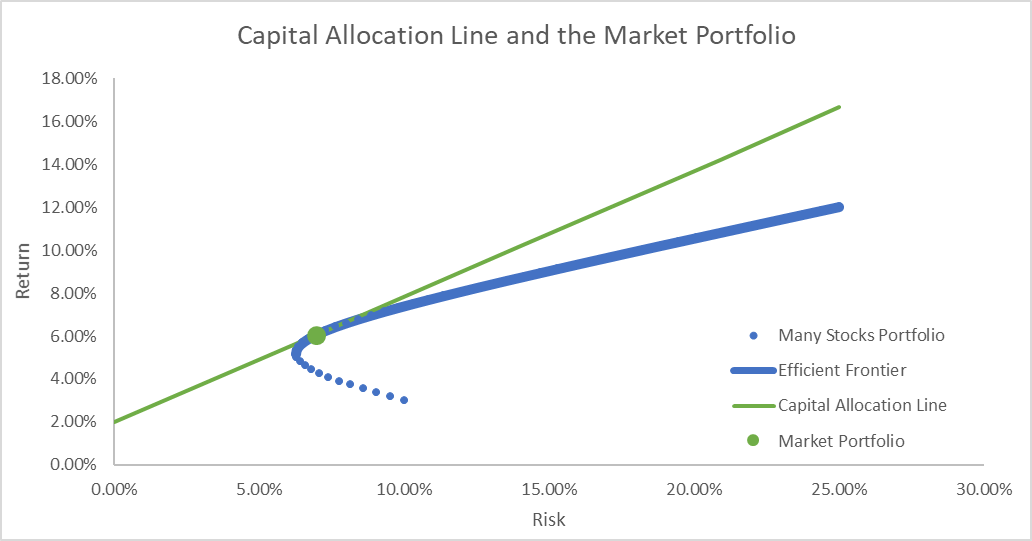 Capital Allocation Line and the Market Portfolio
18.00%
16.00%
14.00%
12.00%
10.00%
8.00%
6.00%
4.00%
2.00%
0.00%
Return
Many Stocks Portfolio
Efficient Frontier
Capital Allocation Line
Market Portfolio
0.00% 5.00% 10.00% 15.00% 20.00% 25.00% 30.00%
Risk